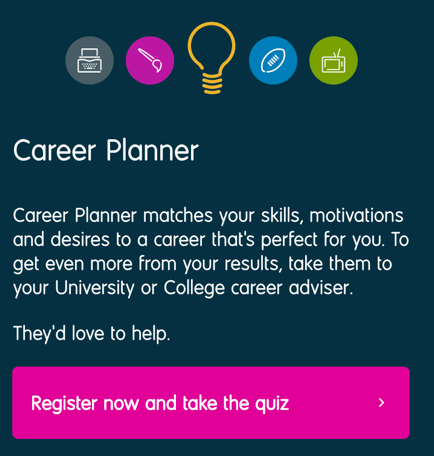 Career Planner
Career Planner matches your skills, motivations
and desires to a career that's perfect for you. To
get even more from your results, take them to
your University or College career adviser.
They'd love to help.
Register now and take the quiz